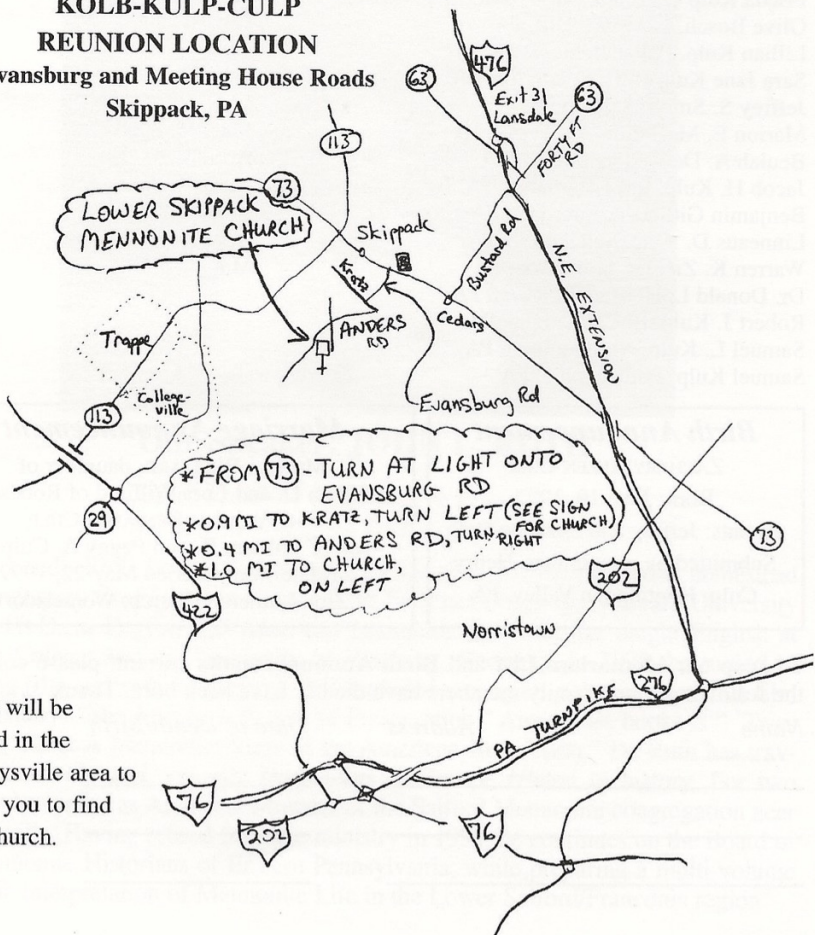 KOLB-KULP-CULP
REUNION LOCATION
vansburg and Meeting House Roads
Skippack, PA
476
63
Exit 31
Lansdale
63
FORTY FT
RD
113
73
LOWER SKIPPACK
MENNONITE CHURCH
Skippack
Kratz
Bustard Rd
N.E. EXTENSION
Cedars
ANDERS
RD
Trappe
College-
ville
113
Evansburg Rd
29
* FROM 73 - TURN AT LIGHT ONTO
EVANSBURG RD
* 0.9 MI TO KRATZ, TURN LEFT (SEE SIGN
FOR CHURCH)
* 0.4 MI TO ANDERS RD, TURN RIGHT
* 1.0 MI TO CHURCH,
ON LEFT
73
202
422
Norristown
276
PA TURNPIKE
will be
d in the
ysville area to
you to find
hurch.
76
202
76